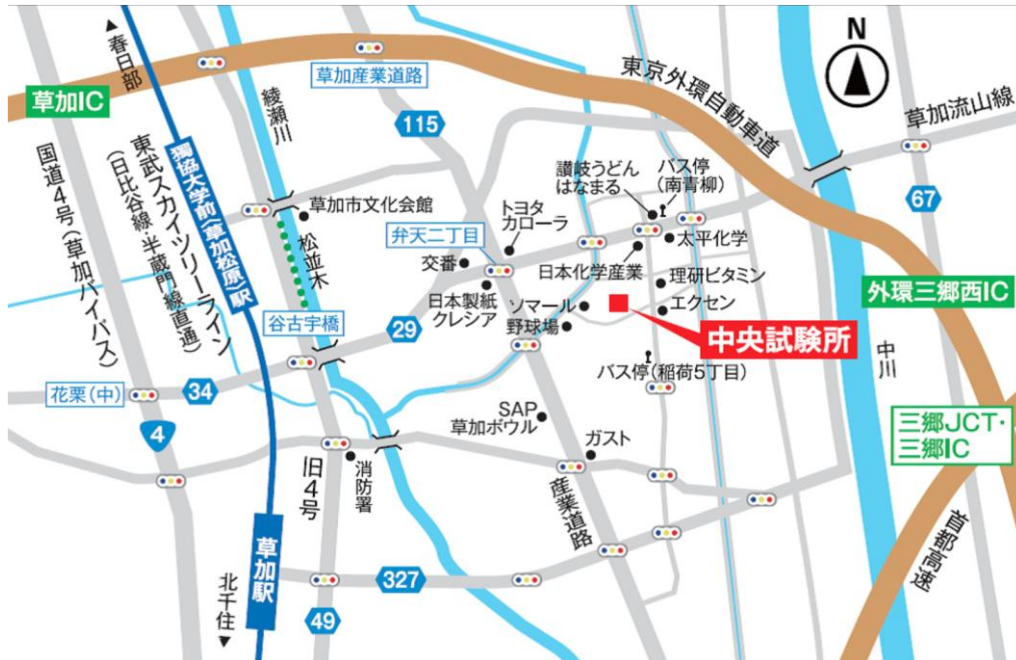 N
▲春日部
草加IC
草加産業道路
東京外環自動車道
綾瀬川
115
草加流山線
67
国道4号(草加バイパス)
東武スカイツリーライン
(日比谷線・半蔵門線直通)
獨協大学前(草加松原)駅
草加市文化会館
松並木
讃岐うどん
はなまる
バス停
(南青柳)
トヨタ
カローラ
弁天二丁目
交番
太平化学
日本化学産業
理研ビタミン
日本製紙
クレシア
ソマール
エクセン
野球場
外環三郷西IC
中央試験所
谷古宇橋
29
バス停(稲荷5丁目)
中川
花栗(中)
34
4
SAP
草加ボウル
ガスト
三郷JCT・
三郷IC
旧4号
消防署
産業道路
首都高速
草加駅
北千住▼
327
49